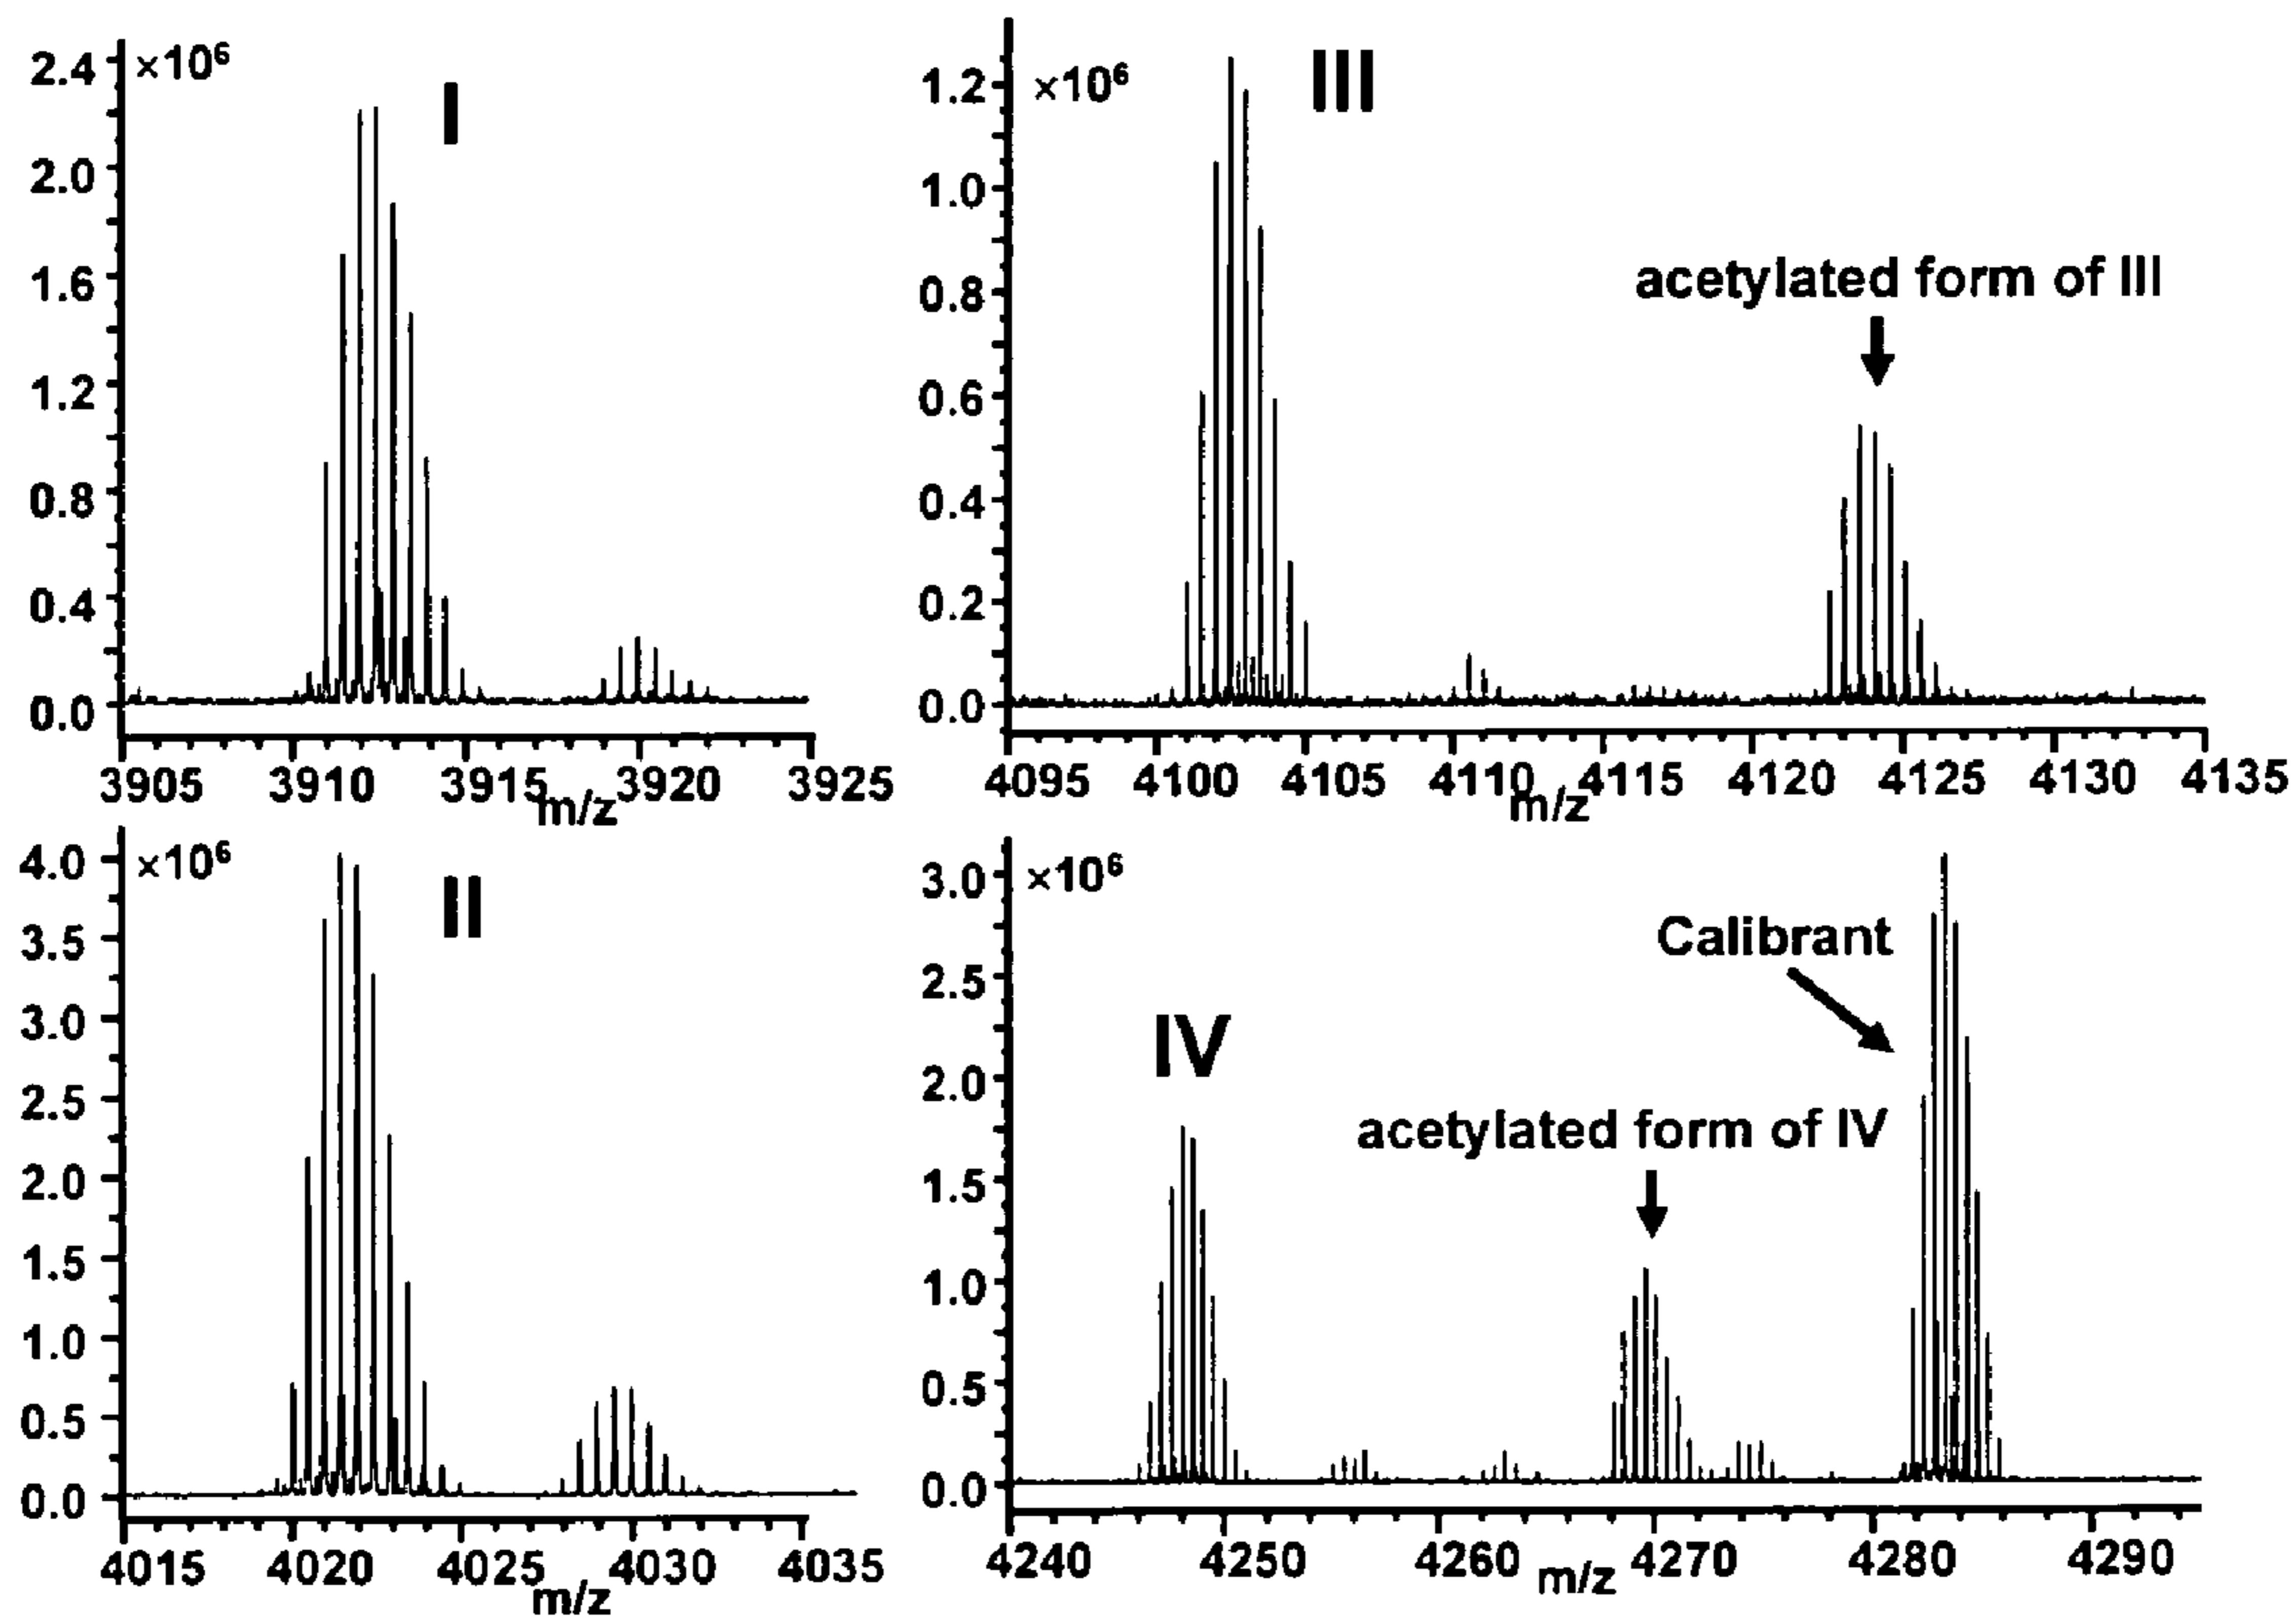 ×10⁶
I
2.4
2.0
1.6
1.2
0.8
0.4
0.0
3905 3910 3915 3920 3925
m/z
×10⁶
III
acetylated form of III
1.2
1.0
0.8
0.6
0.4
0.2
0.0
4095 4100 4105 4110 4115 4120 4125 4130 4135
m/z
×10⁶
II
4.0
3.5
3.0
2.5
2.0
1.5
1.0
0.5
0.0
4015 4020 4025 4030 4035
m/z
×10⁶
Calibrant
IV
acetylated form of IV
3.0
2.5
2.0
1.5
1.0
0.5
0.0
4240 4250 4260 4270 4280 4290
m/z